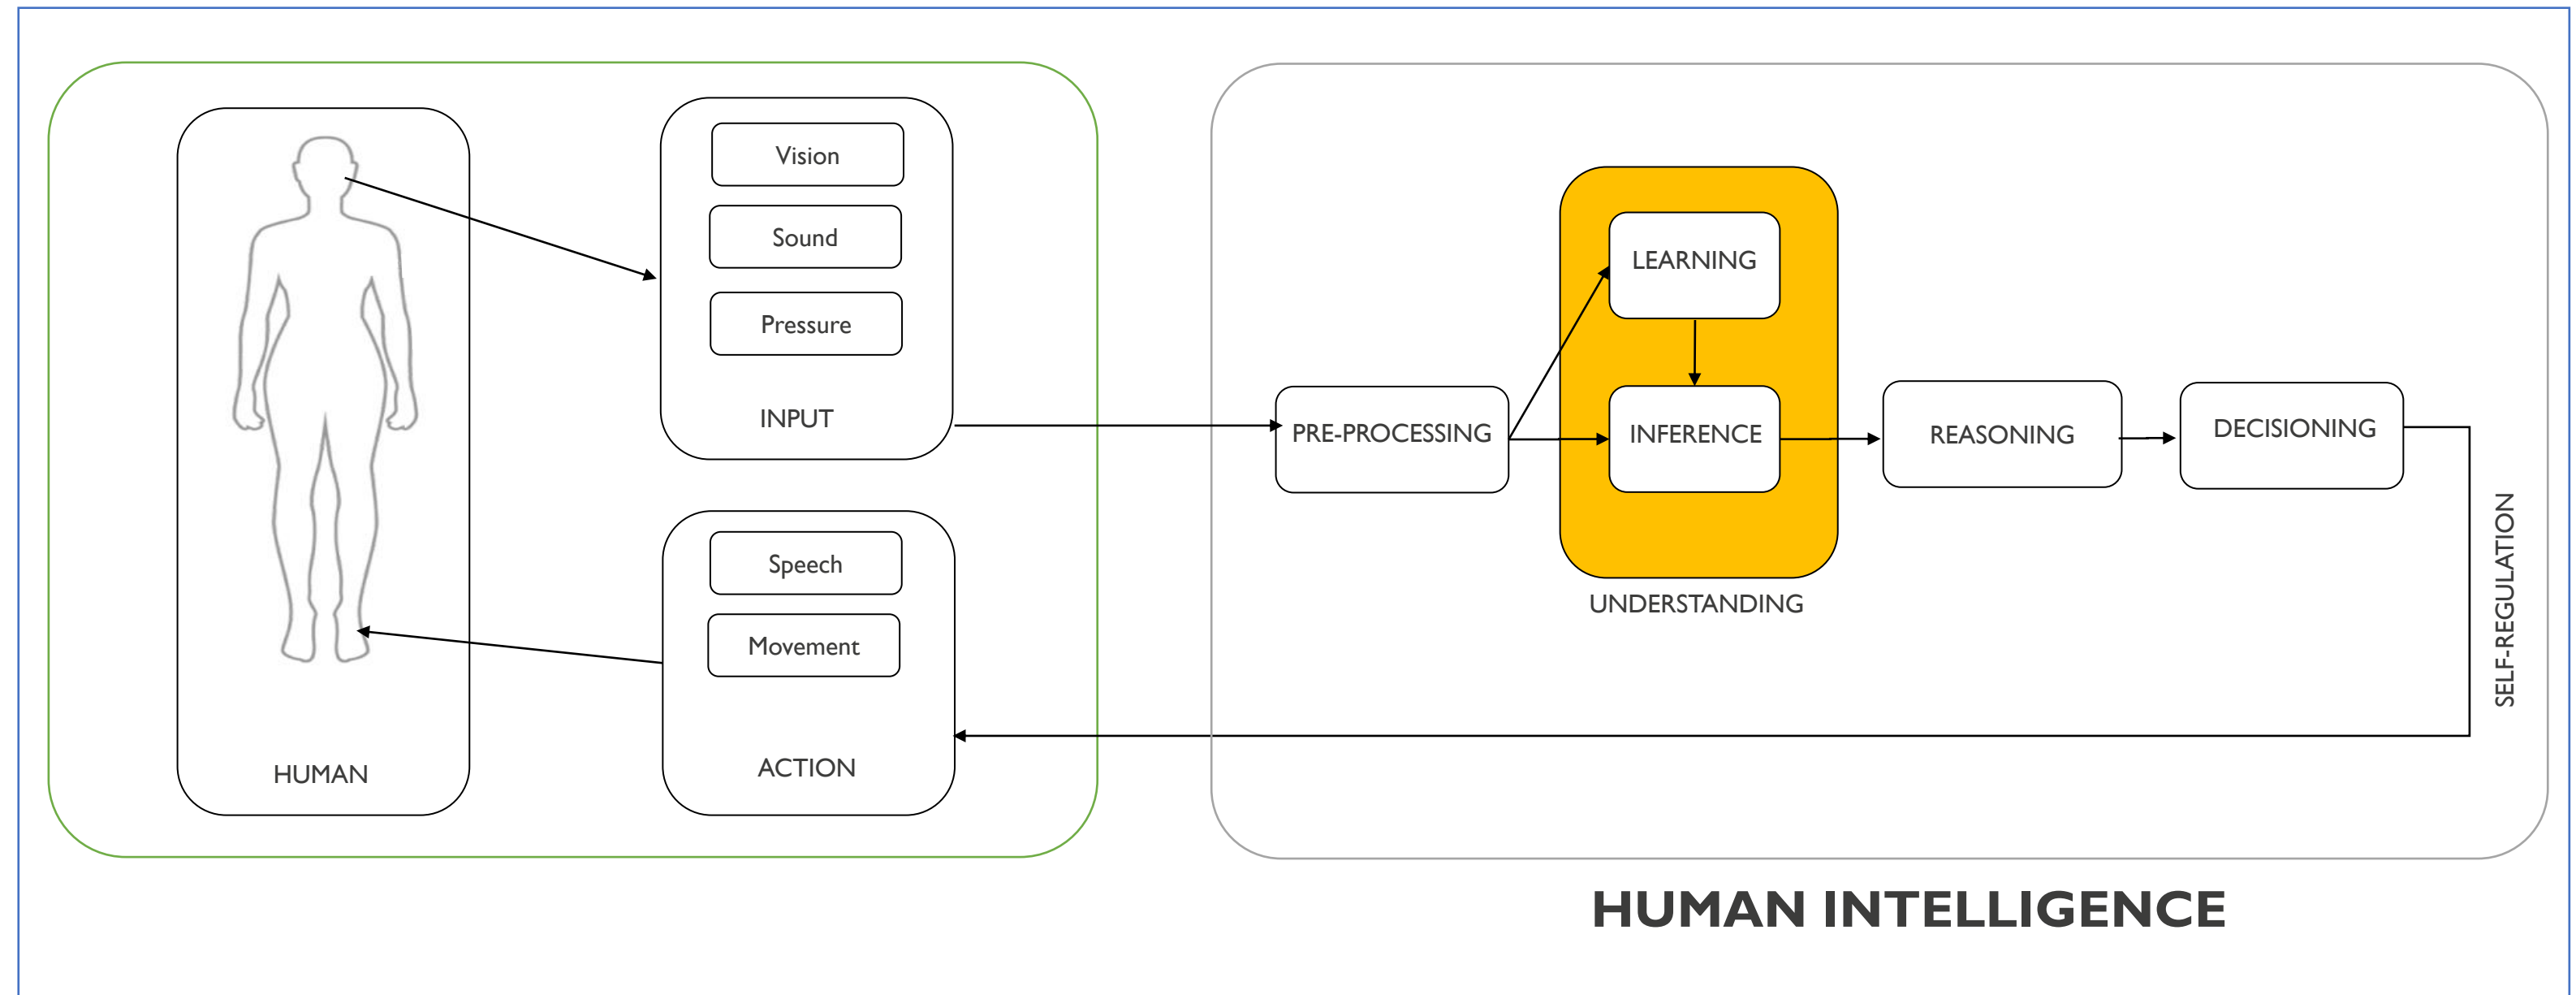 Vision
Sound
Pressure
INPUT
Speech
Movement
ACTION
HUMAN
PRE-PROCESSING
LEARNING
INFERENCE
UNDERSTANDING
REASONING
DECISIONING
SELF-REGULATION
HUMAN INTELLIGENCE